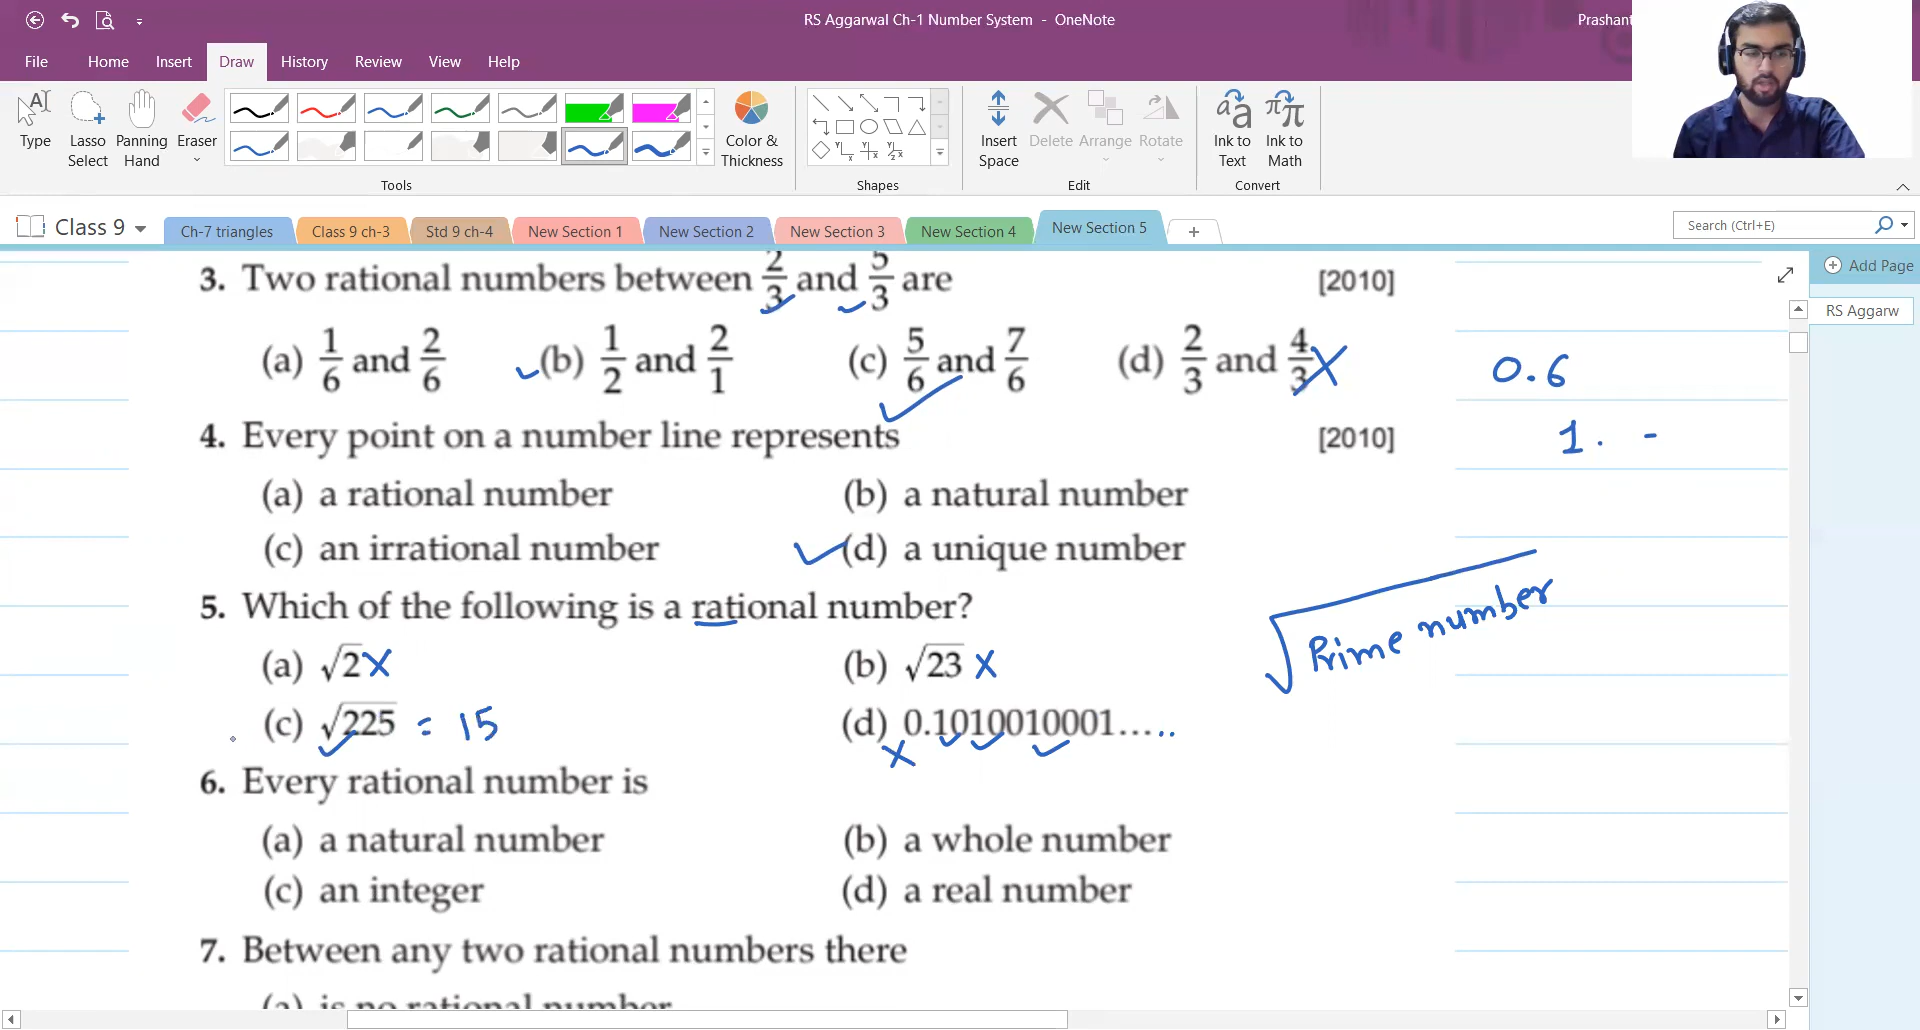 RS Aggarwal Ch-1 Number System - OneNote
Prashant
File Home Insert Draw History Review View Help
Type
Lasso Select
Panning Hand
Eraser
Color & Thickness
Insert Space
Delete
Arrange
Rotate
Ink to Text
Ink to Math
Tools
Shapes
Edit
Convert
Class 9
Ch-7 triangles
Class 9 ch-3
Std 9 ch-4
New Section 1
New Section 2
New Section 3
New Section 4
New Section 5
+
Search (Ctrl+E)
Add Page
RS Aggarw
3. Two rational numbers between 2/3 and 5/3 are [2010]
(a) 1/6 and 2/6 (b) 1/2 and 2/1 (c) 5/6 and 7/6 (d) 2/3 and 4/3 X
0.6
1. -
4. Every point on a number line represents [2010]
(a) a rational number (b) a natural number
(c) an irrational number (d) a unique number
5. Which of the following is a rational number?
√Prime number
(a) √2 X (b) √23 X
(c) √225 = 15 (d) 0.1010010001.....
X
6. Every rational number is
(a) a natural number (b) a whole number
(c) an integer (d) a real number
7. Between any two rational numbers there
(a) is no rational number